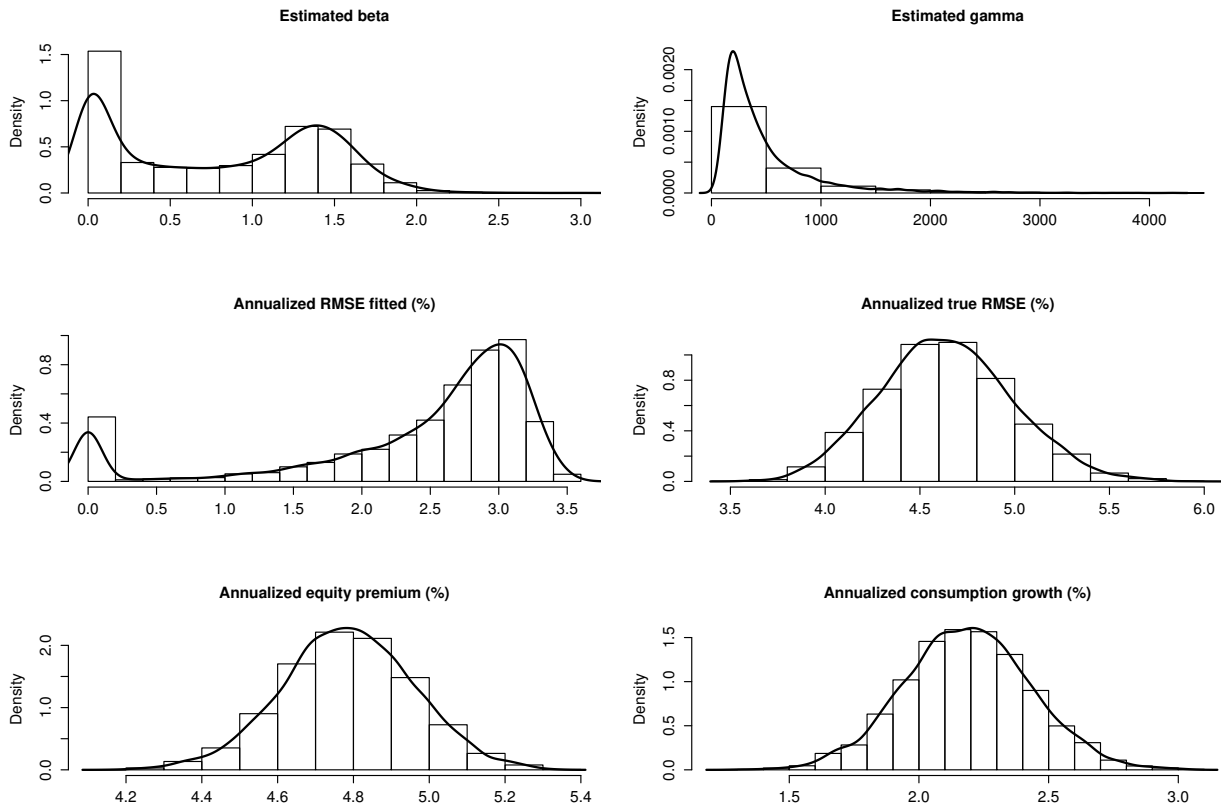 Estimated beta
Density
0.0 0.5 1.0 1.5
0.0 0.5 1.0 1.5 2.0 2.5 3.0
Estimated gamma
Density
0.0000 0.0010 0.0020
0 1000 2000 3000 4000
Annualized RMSE fitted (%)
Density
0.0 0.4 0.8
0.0 0.5 1.0 1.5 2.0 2.5 3.0 3.5
Annualized true RMSE (%)
Density
0.0 0.4 0.8
3.5 4.0 4.5 5.0 5.5 6.0
Annualized equity premium (%)
Density
0.0 1.0 2.0
4.2 4.4 4.6 4.8 5.0 5.2 5.4
Annualized consumption growth (%)
Density
0.0 0.5 1.0 1.5
1.5 2.0 2.5 3.0